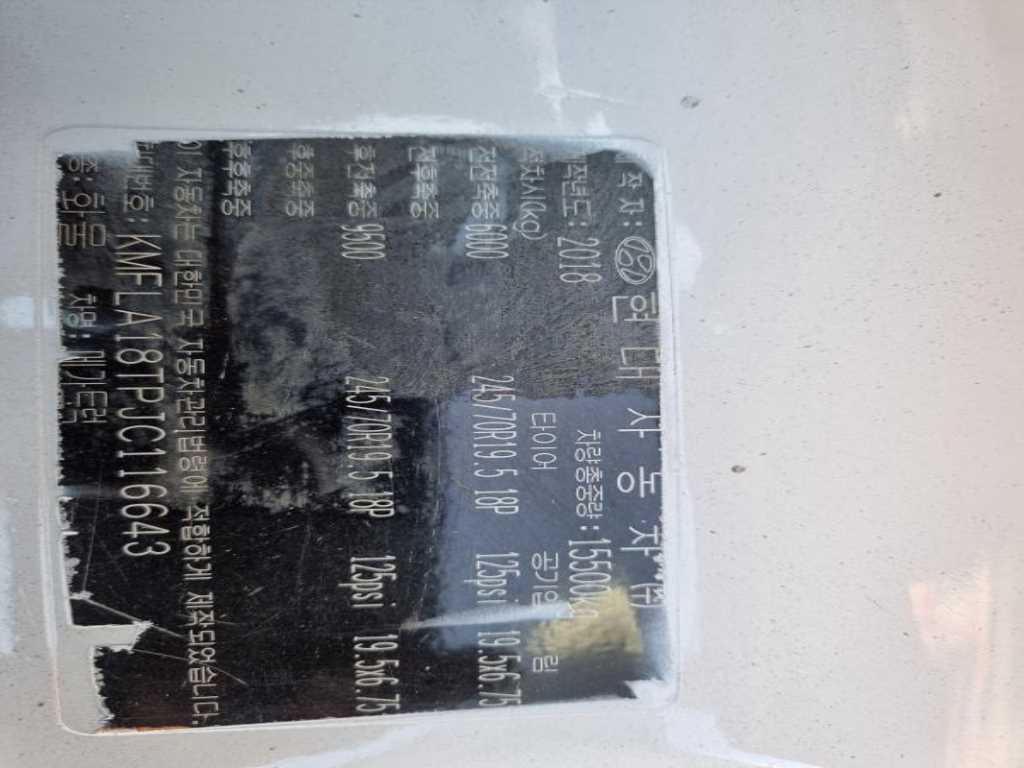 제작자: 현대자동차㈜
제작년도: 2018 차량총중량: 15500kg
공차시(kg) 타이어 공기압 림
전전축중 600 245/70R19.5 18P 125psi 19.5x6.75
전후축중
후전축중 950 245/70R19.5 18P 125psi 19.5x6.75
후중축중
후후축중
이 자동차는 대한민국 자동차관리법령에 적합하게 제작되었습니다.
차대번호: KMFLA18TPJC116643
차종: 화물 차명: 메가트럭